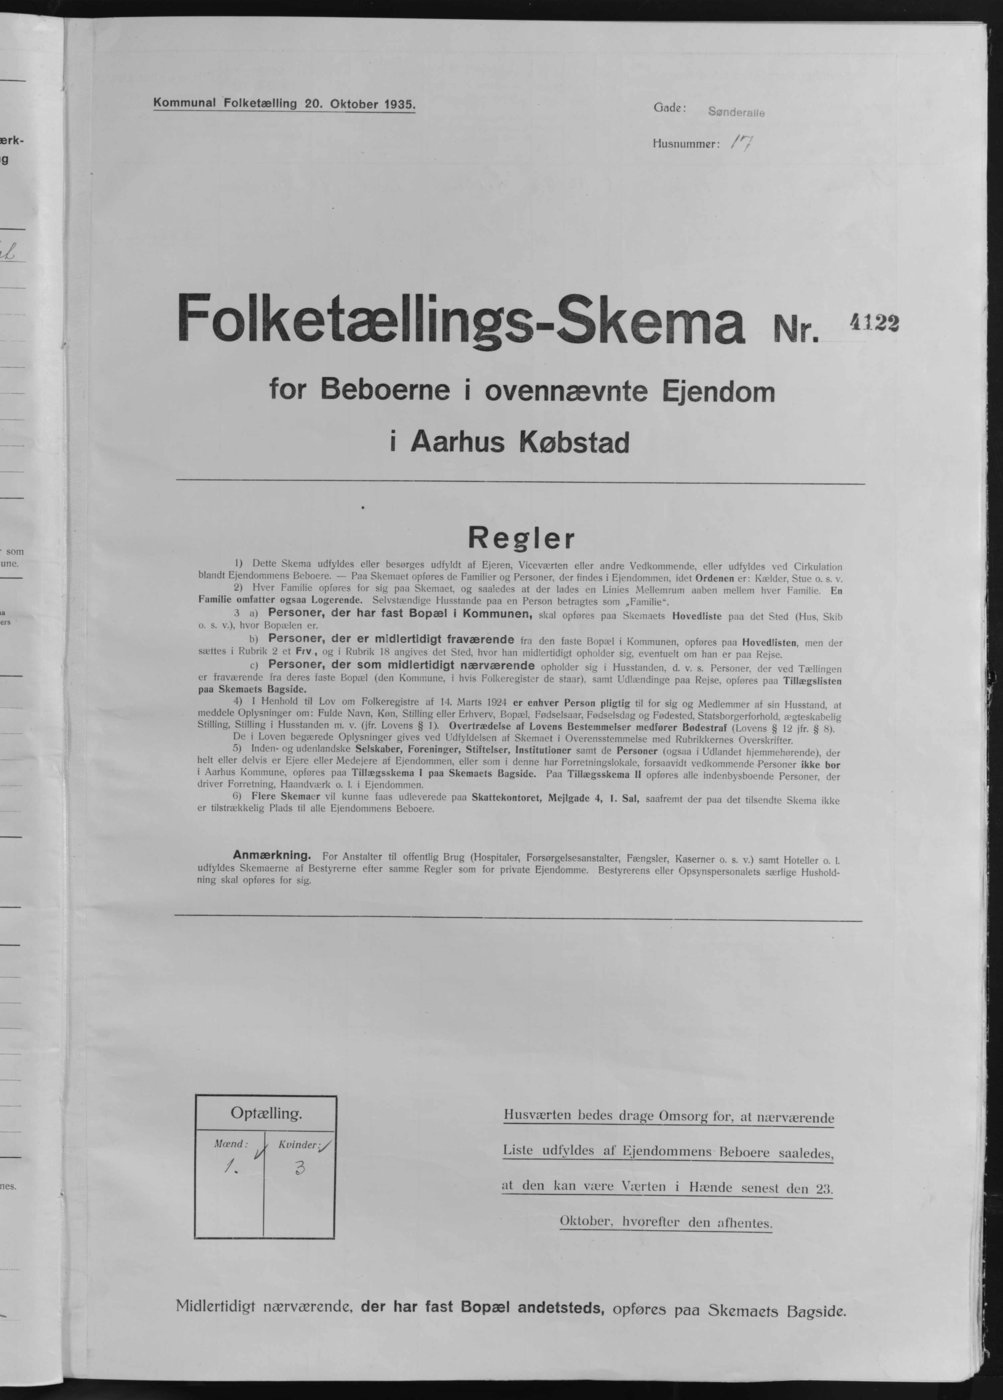 ærk-
g
som
une.
ers
nes.
Kommunal Folketælling 20. Oktober 1935.
Gade: Sønderalle
Husnummer: 17
Folketællings-Skema Nr. 4122
for Beboerne i ovennævnte Ejendom
i Aarhus Købstad
Regler
1) Dette Skema udfyldes eller besørges udfyldt af Ejeren, Viceværten eller andre Vedkommende, eller udfyldes ved Cirkulation
blandt Ejendommens Beboere. — Paa Skemaet opføres de Familier og Personer, der findes i Ejendommen, idet Ordenen er: Kælder, Stue o. s. v.
2) Hver Familie opføres for sig paa Skemaet, og saaledes at der lades en Linies Mellemrum aaben mellem hver Familie. En
Familie omfatter ogsaa Logerende. Selvstændige Husstande paa en Person betragtes som „Familie“.
3 a) Personer, der har fast Bopæl i Kommunen, skal opføres paa Skemaets Hovedliste paa det Sted (Hus, Skib
o. s. v.), hvor Bopælen er.
b) Personer, der er midlertidigt fraværende fra den faste Bopæl i Kommunen, opføres paa Hovedlisten, men der
sættes i Rubrik 2 et Frv., og i Rubrik 18 angives det Sted, hvor han midlertidigt opholder sig, eventuelt om han er paa Rejse.
c) Personer, der som midlertidigt nærværende opholder sig i Husstanden, d. v. s. Personer, der ved Tællingen
er fraværende fra deres faste Bopæl (den Kommune, i hvis Folkeregister de staar), samt Udlændinge paa Rejse, opføres paa Tillægslisten
paa Skemaets Bagside.
4) I Henhold til Lov om Folkeregistre af 14. Marts 1924 er enhver Person pligtig til for sig og Medlemmer af sin Husstand, at
meddele Oplysninger om: Fulde Navn, Køn, Stilling eller Erhverv, Bopæl, Fødselsaar, Fødselsdag og Fødested, Statsborgerforhold, ægteskabelig
Stilling, Stilling i Husstanden m. v. (jfr. Lovens § 1). Overtrædelse af Lovens Bestemmelser medfører Bødestraf (Lovens § 12 jfr. § 8).
De i Loven begærede Oplysninger gives ved Udfyldelsen af Skemaet i Overensstemmelse med Rubrikkernes Overskrifter.
5) Inden- og udenlandske Selskaber, Foreninger, Stiftelser, Institutioner samt de Personer (ogsaa i Udlandet hjemmehørende), der
helt eller delvis er Ejere eller Medejere af Ejendommen, eller som i denne har Forretningslokale, forsaavidt vedkommende Personer ikke bor
i Aarhus Kommune, opføres paa Tillægsskema I paa Skemaets Bagside. Paa Tillægsskema II opføres alle indenbysboende Personer, der
driver Forretning, Haandværk o. l. i Ejendommen.
6) Flere Skemaer vil kunne faas udleverede paa Skattekontoret, Mejlgade 4, 1. Sal, saafremt der paa det tilsendte Skema ikke
er tilstrækkelig Plads til alle Ejendommens Beboere.
Anmærkning. For Anstalter til offentlig Brug (Hospitaler, Forsørgelsesanstalter, Fængsler, Kaserner o. s. v.) samt Hoteller o. l.
udfyldes Skemaerne af Bestyrerne efter samme Regler som for private Ejendomme. Bestyrerens eller Opsynspersonalets særlige Hushold-
ning skal opføres for sig.
Optælling.
Mænd: Kvinder:
1. 3
Husværten bedes drage Omsorg for, at nærværende
Liste udfyldes af Ejendommens Beboere saaledes,
at den kan være Værten i Hænde senest den 23.
Oktober, hvorefter den afhentes.
Midlertidigt nærværende, der har fast Bopæl andetsteds, opføres paa Skemaets Bagside.